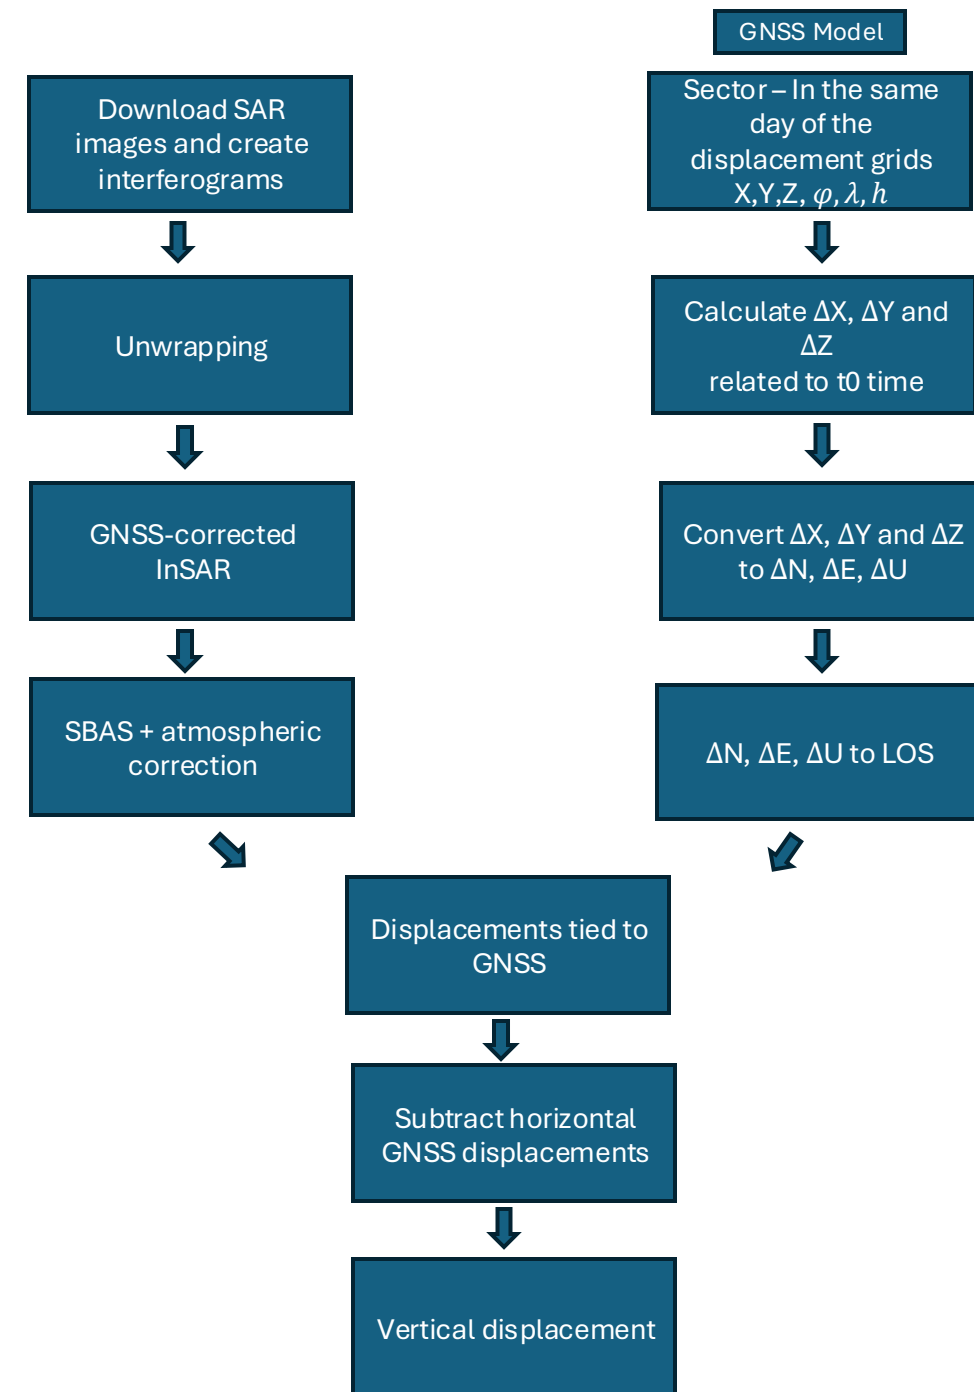 GNSS Model
Download SAR
images and create
interferograms
Sector – In the same
day of the
displacement grids
X,Y,Z, φ, λ, h
Unwrapping
Calculate ΔX, ΔY and
ΔZ
related to t0 time
GNSS-corrected
InSAR
Convert ΔX, ΔY and ΔZ
to ΔN, ΔE, ΔU
SBAS + atmospheric
correction
ΔN, ΔE, ΔU to LOS
Displacements tied to
GNSS
Subtract horizontal
GNSS displacements
Vertical displacement